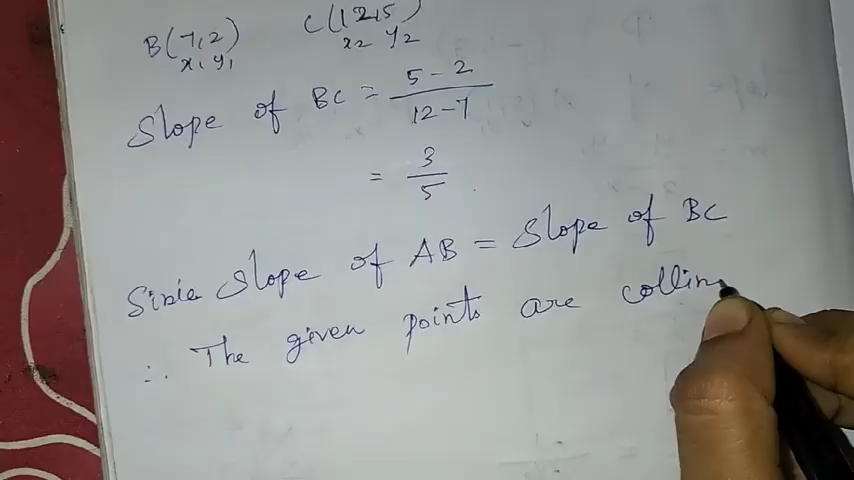 B(7,2) C(12,5)
x1 y1 x2 y2
Slope of BC = 5-2
12-7
= 3
5
Sinie Slope of AB = Slope of BC
∴ The given points are collin